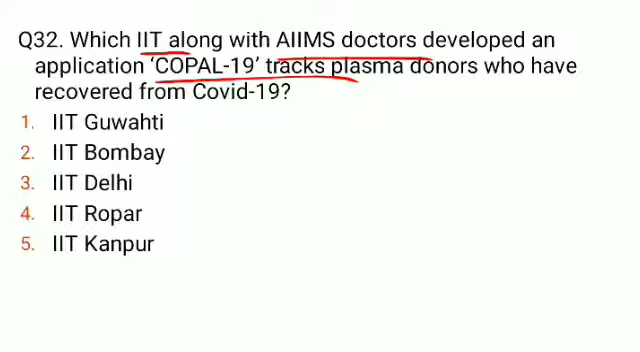 Q32. Which IIT along with AIIMS doctors developed an
application ‘COPAL-19’ tracks plasma donors who have
recovered from Covid-19?
1. IIT Guwahti
2. IIT Bombay
3. IIT Delhi
4. IIT Ropar
5. IIT Kanpur